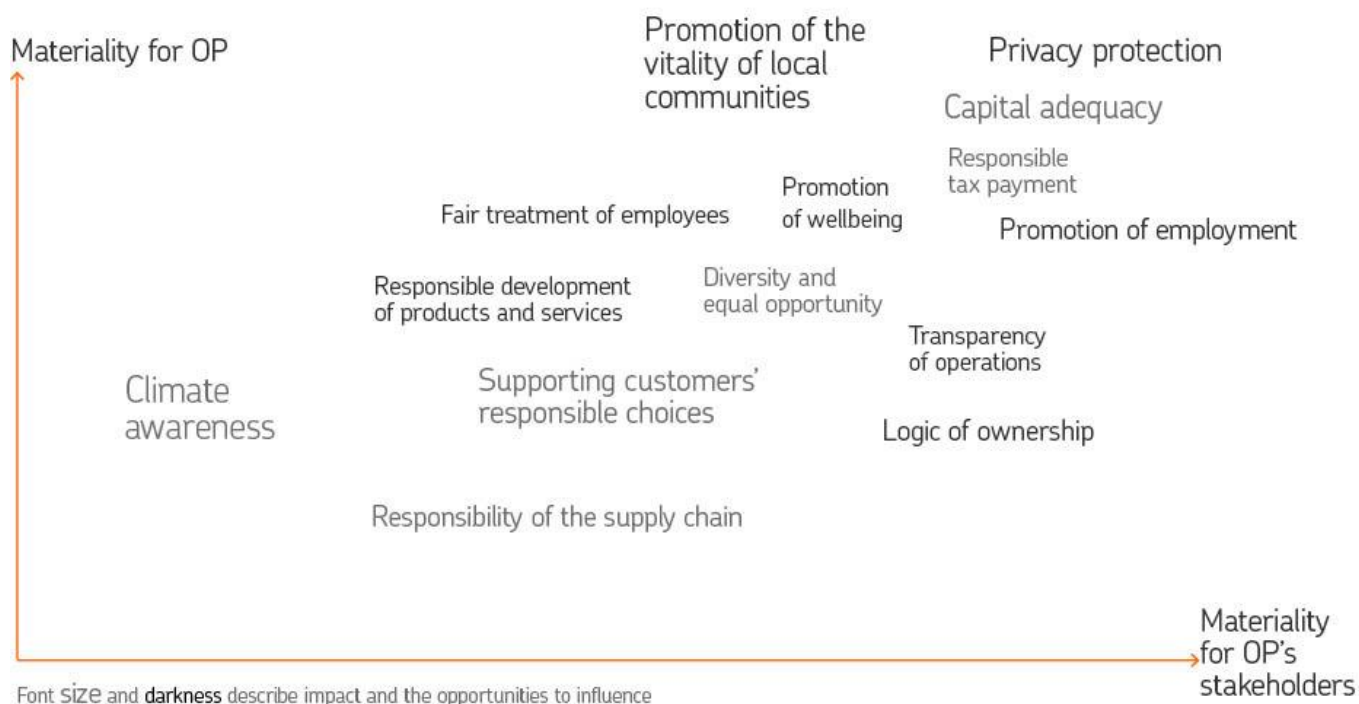 Materiality for OP
Promotion of the
vitality of local
communities
Privacy protection
Capital adequacy
Responsible
tax payment
Promotion
of wellbeing
Fair treatment of employees
Promotion of employment
Responsible development
of products and services
Diversity and
equal opportunity
Transparency
of operations
Climate
awareness
Supporting customers’
responsible choices
Logic of ownership
Responsibility of the supply chain
Materiality
for OP’s
stakeholders
Font size and darkness describe impact and the opportunities to influence